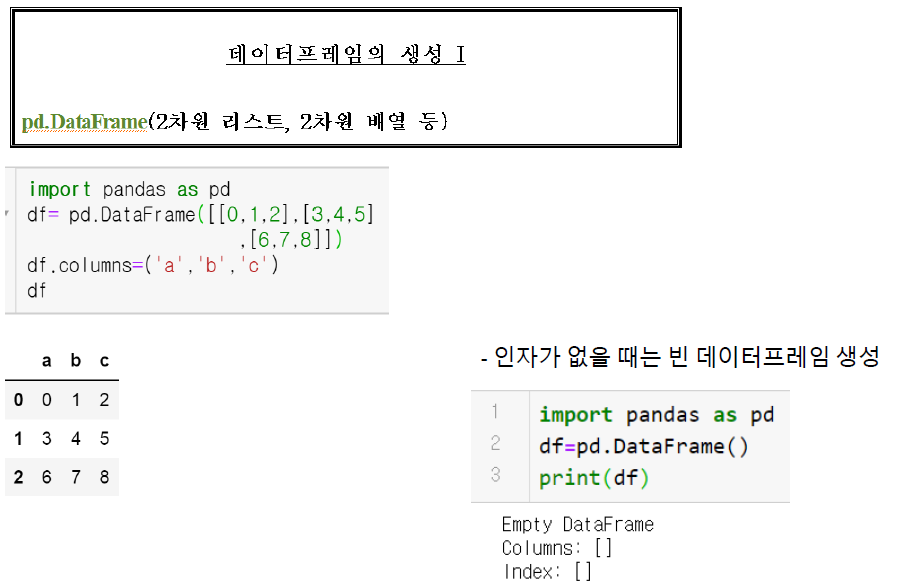 데이터프레임의 생성 I
pd.DataFrame(2차원 리스트, 2차원 배열 등)
import pandas as pd
df= pd.DataFrame([[0,1,2],[3,4,5]
,[6,7,8]])
df.columns=('a','b','c')
df
a b c
0 0 1 2
1 3 4 5
2 6 7 8
- 인자가 없을 때는 빈 데이터프레임 생성
1 import pandas as pd
2 df=pd.DataFrame()
3 print(df)
Empty DataFrame
Columns: []
Index: []